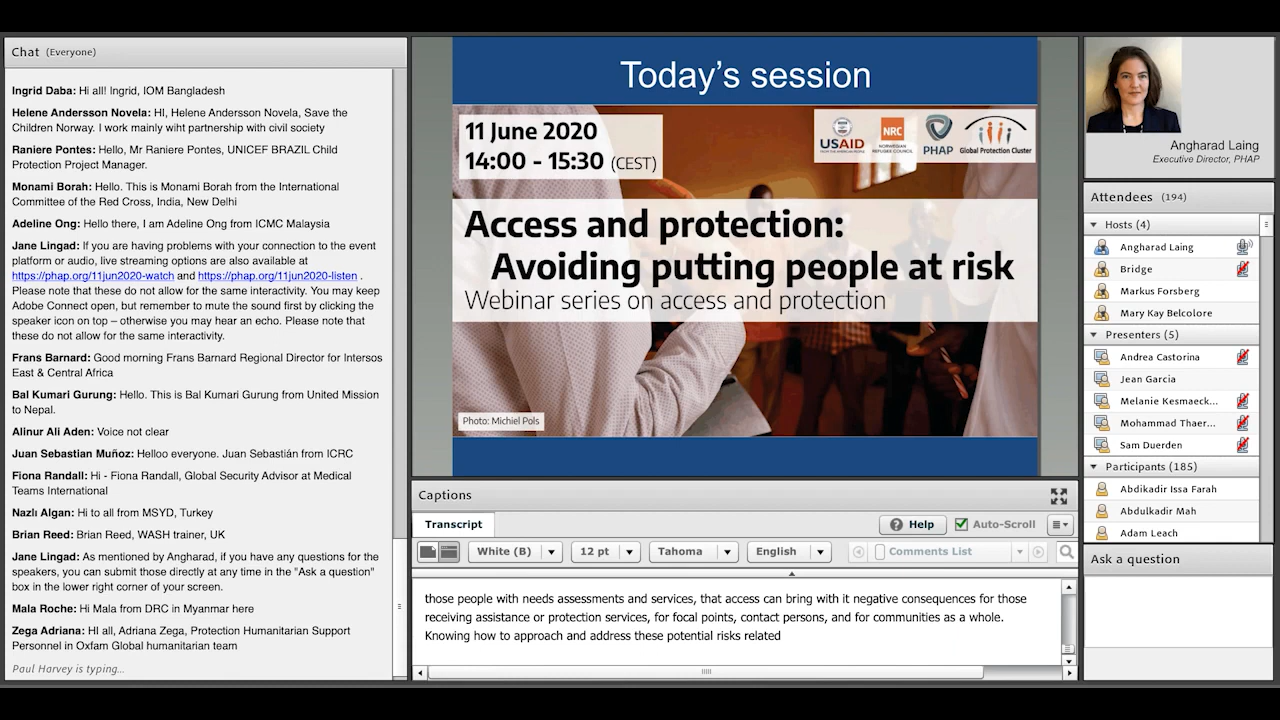 Chat (Everyone)
Ingrid Daba: Hi all! Ingrid, IOM Bangladesh
Helene Andersson Novela: HI, Helene Andersson Novela, Save the
Children Norway. I work mainly wiht partnership with civil society
Raniere Pontes: Hello, Mr Raniere Pontes, UNICEF BRAZIL Child
Protection Project Manager.
Monami Borah: Hello. This is Monami Borah from the International
Committee of the Red Cross, India, New Delhi
Adeline Ong: Hello there, I am Adeline Ong from ICMC Malaysia
Jane Lingad: If you are having problems with your connection to the event
platform or audio, live streaming options are also available at
https://phap.org/11jun2020-watch and https://phap.org/11jun2020-listen .
Please note that these do not allow for the same interactivity. You may keep
Adobe Connect open, but remember to mute the sound first by clicking the
speaker icon on top – otherwise you may hear an echo. Please note that
these do not allow for the same interactivity.
Frans Barnard: Good morning Frans Barnard Regional Director for Intersos
East & Central Africa
Bal Kumari Gurung: Hello. This is Bal Kumari Gurung from United Mission
to Nepal.
Alinur Ali Aden: Voice not clear
Juan Sebastian Muñoz: Helloo everyone. Juan Sebastián from ICRC
Fiona Randall: Hi - Fiona Randall, Global Security Advisor at Medical
Teams International
Nazlı Algan: Hi to all from MSYD, Turkey
Brian Reed: Brian Reed, WASH trainer, UK
Jane Lingad: As mentioned by Angharad, if you have any questions for the
speakers, you can submit those directly at any time in the "Ask a question"
box in the lower right corner of your screen.
Mala Roche: Hi Mala from DRC in Myanmar here
Zega Adriana: HI all, Adriana Zega, Protection Humanitarian Support
Personnel in Oxfam Global humanitarian team
Paul Harvey is typing...
Today's session
11 June 2020
14:00 - 15:30 (CEST)
USAID
FROM THE AMERICAN PEOPLE
NRC
NORWEGIAN
REFUGEE COUNCIL
PHAP
Global Protection Cluster
Access and protection:
Avoiding putting people at risk
Webinar series on access and protection
Photo: Michiel Pols
Captions
Transcript
Help
Auto-Scroll
White (B)
12 pt
Tahoma
English
Comments List
those people with needs assessments and services, that access can bring with it negative consequences for those
receiving assistance or protection services, for focal points, contact persons, and for communities as a whole.
Knowing how to approach and address these potential risks related
Angharad Laing
Executive Director, PHAP
Attendees (194)
Hosts (4)
Angharad Laing
Bridge
Markus Forsberg
Mary Kay Belcolore
Presenters (5)
Andrea Castorina
Jean Garcia
Melanie Kesmaeck...
Mohammad Thaer...
Sam Duerden
Participants (185)
Abdikadir Issa Farah
Abdulkadir Mah
Adam Leach
Ask a question